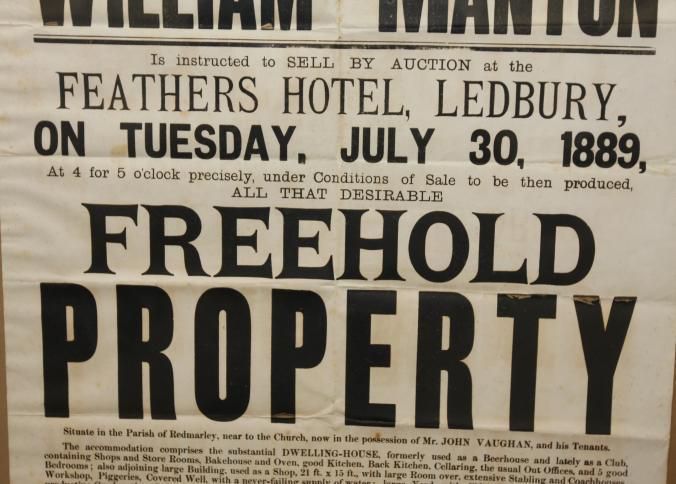 WILLIAM MANTON
Is instructed to SELL BY AUCTION at the
FEATHERS HOTEL, LEDBURY,
ON TUESDAY, JULY 30, 1889,
At 4 for 5 o'clock precisely, under Conditions of Sale to be then produced,
ALL THAT DESIRABLE
FREEHOLD
PROPERTY
Situate in the Parish of Redmarley, near to the Church, now in the possession of Mr. JOHN VAUGHAN, and his Tenants.
The accommodation comprises the substantial DWELLING-HOUSE, formerly used as a Beerhouse and lately as a Club,
containing Shops and Store Rooms, Bakehouse and Oven, good Kitchen, Back Kitchen, Cellaring, the usual Out Offices, and 5 good
Bedrooms; also adjoining large Building, used as a Shop, 21 ft. x 15 ft., with large Room over, extensive Stabling and Coachhouses
Workshop, Piggeries, Covered Well, with a never-failing supply of water;